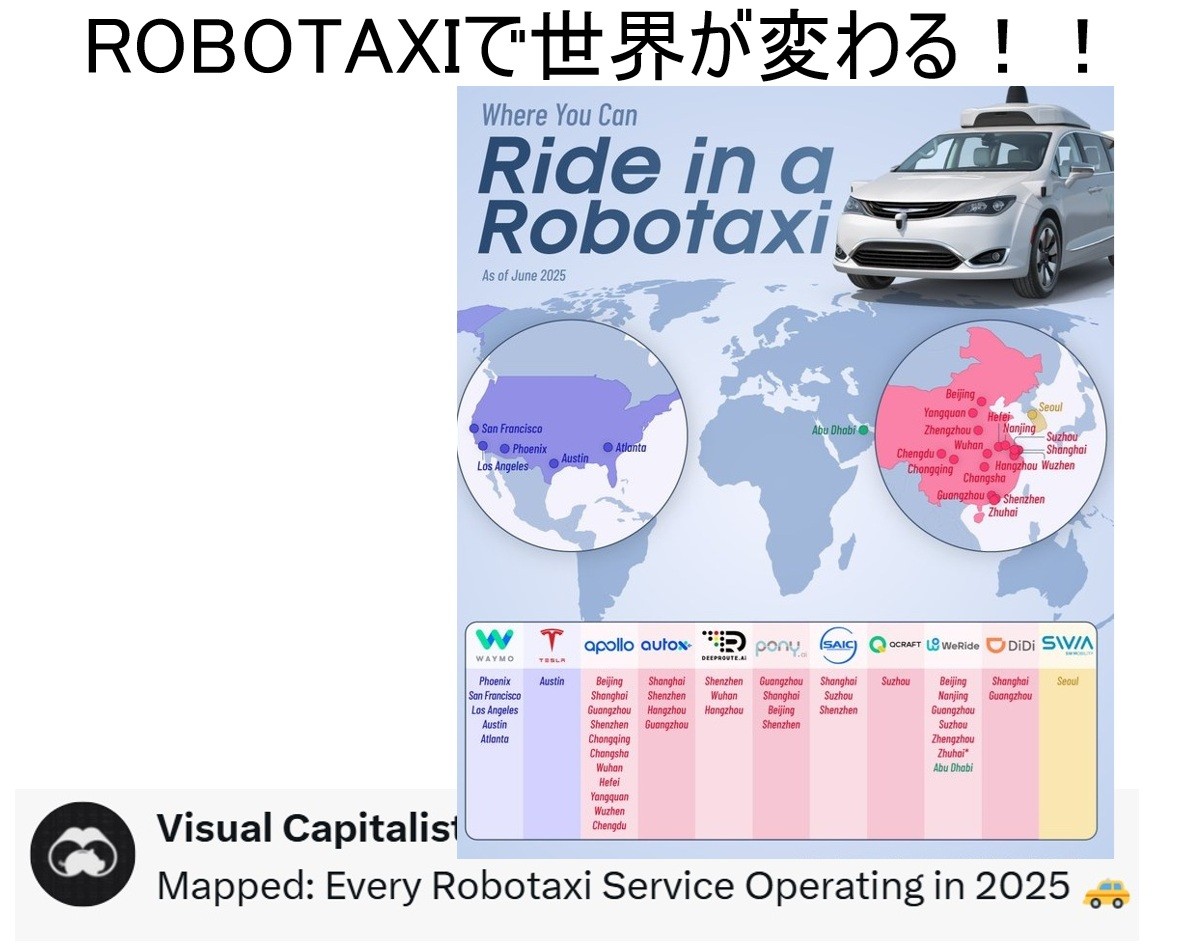 ROBOTAXIで世界が変わる！！
Where You Can
Ride in a
Robotaxi
As of June 2025
San Francisco
Los Angeles
Phoenix
Austin
Atlanta
Abu Dhabi
Beijing
Yangquan
Hefei
Seoul
Zhengzhou
Nanjing
Wuhan
Suzhou
Shanghai
Chengdu
Chongqing
Hangzhou
Wuzhen
Changsha
Guangzhou
Shenzhen
Zhuhai
WAYMO
Phoenix
San Francisco
Los Angeles
Austin
Atlanta
TESLA
Austin
apollo
Beijing
Shanghai
Guangzhou
Shenzhen
Chongqing
Changsha
Wuhan
Hefei
Yangquan
Wuzhen
Chengdu
autox
Shanghai
Shenzhen
Hangzhou
Guangzhou
DEEPROUTE.AI
Shenzhen
Wuhan
Hangzhou
pony.ai
Guangzhou
Shanghai
Beijing
Shenzhen
SAIC
Shanghai
Suzhou
Shenzhen
QCRAFT
Suzhou
WeRide
Beijing
Nanjing
Guangzhou
Suzhou
Zhengzhou
Zhuhai*
Abu Dhabi
DiDi
Shanghai
Guangzhou
Seoul
Visual Capitalist
Mapped: Every Robotaxi Service Operating in 2025 🚕